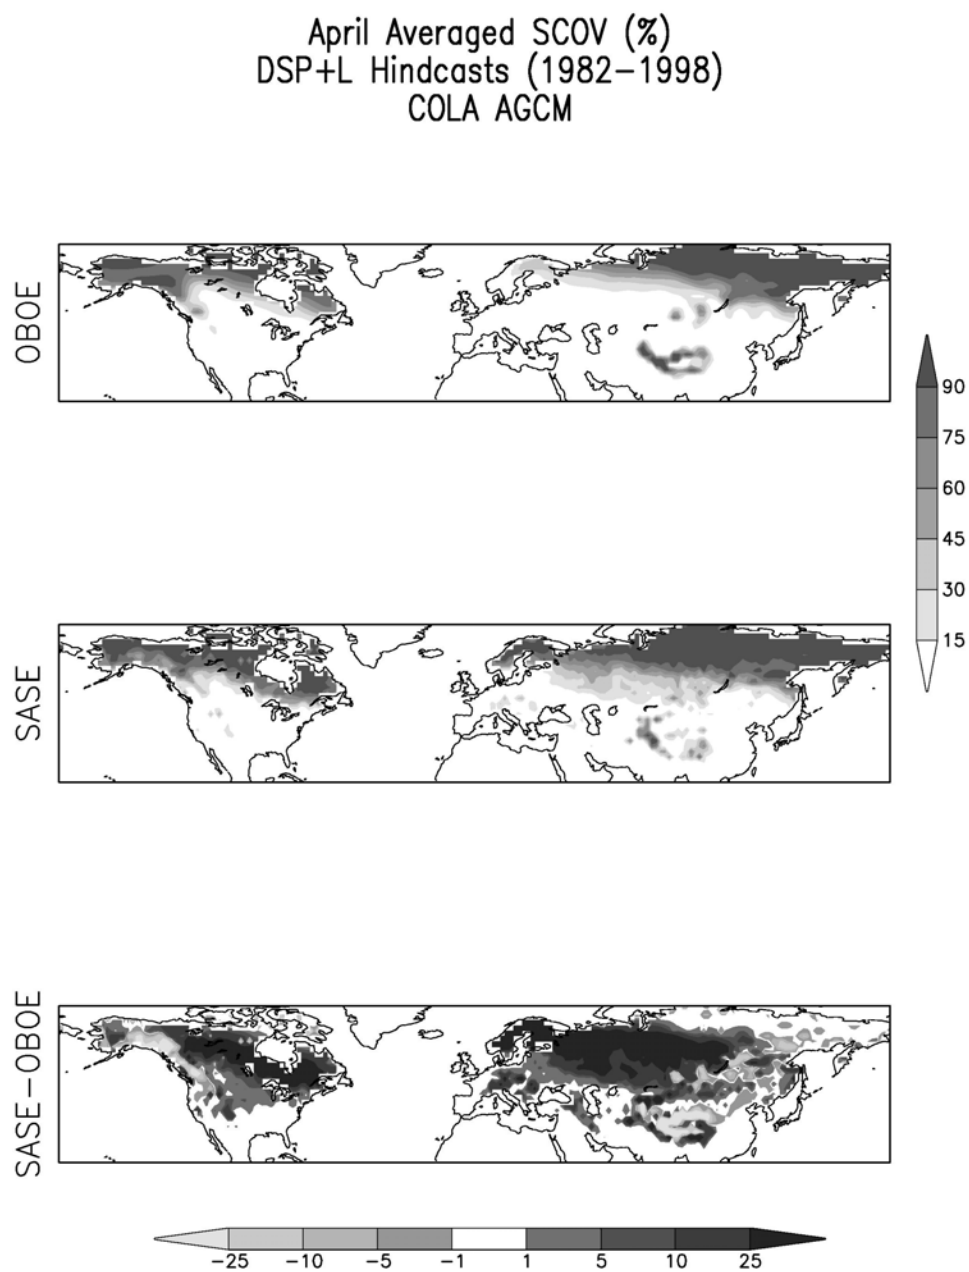 April Averaged SCOV (%)
DSP+L Hindcasts (1982−1998)
COLA AGCM
OBOE
90
75
60
45
30
15
SASE
SASE−OBOE
−25 −10 −5 −1 1 5 10 25